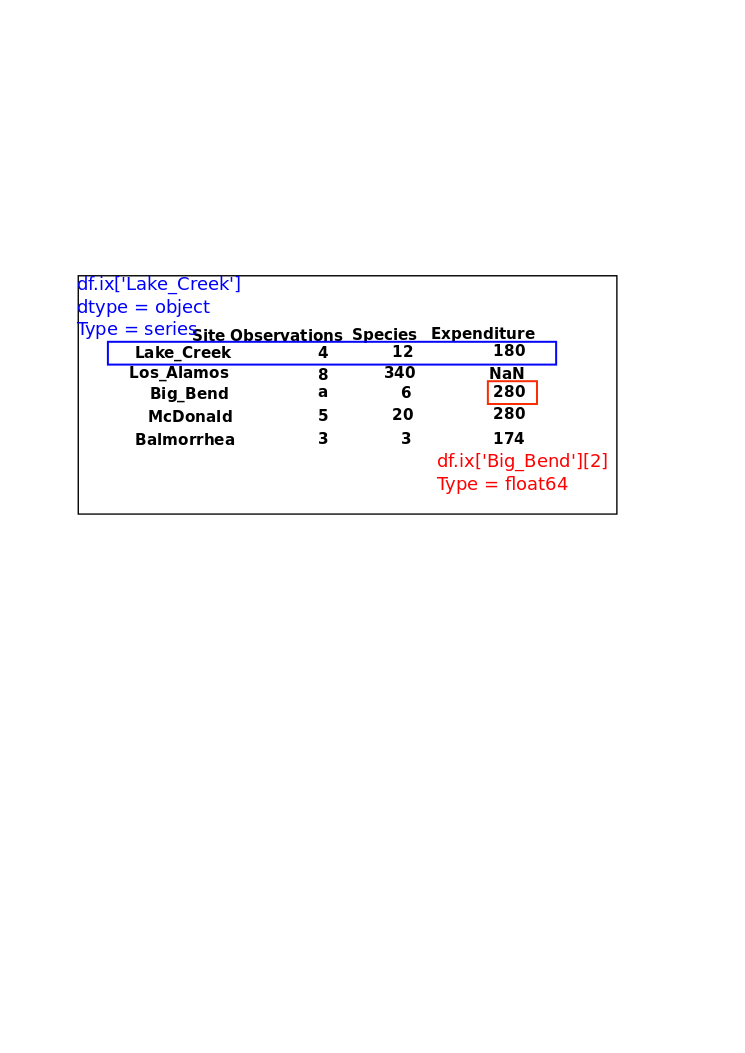 df.ix['Lake_Creek']
dtype = object
Type = series
Site Observations Species Expenditure
Lake_Creek 4 12 180
Los_Alamos 8 340 NaN
Big_Bend a 6 280
McDonald 5 20 280
Balmorrhea 3 3 174
df.ix['Big_Bend'][2]
Type = float64